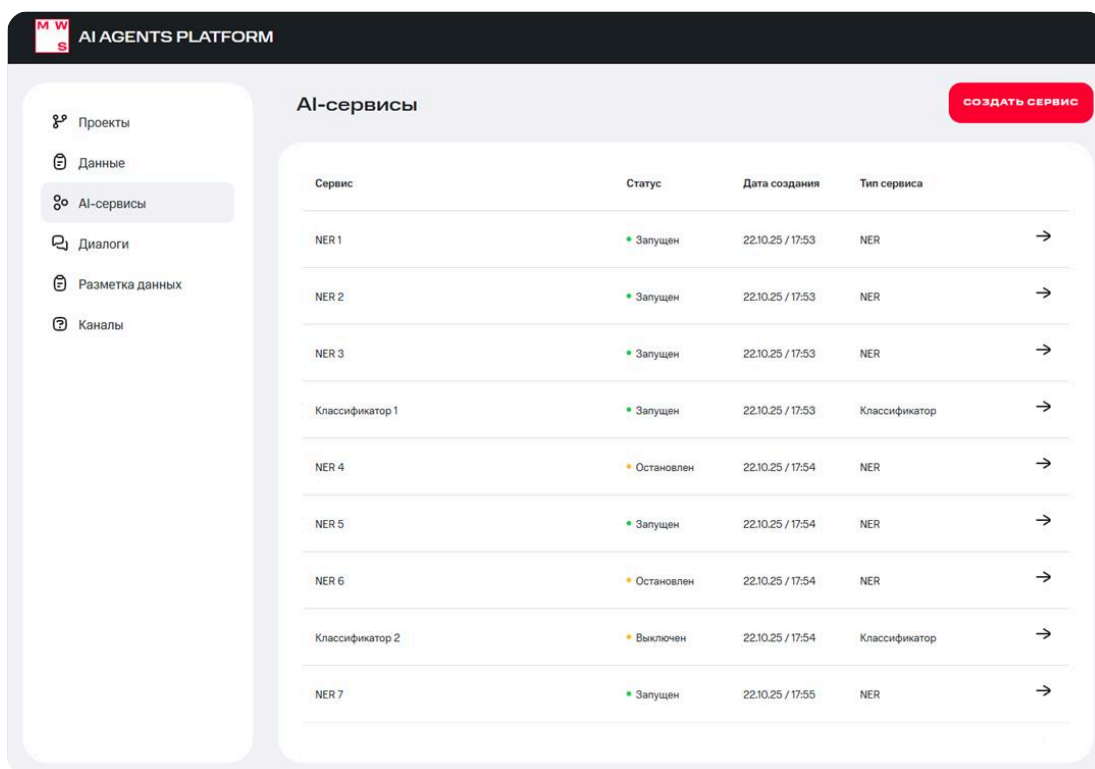 MWS AI AGENTS PLATFORM
Проекты
Данные
AI-сервисы
Диалоги
Разметка данных
Каналы
AI-сервисы
СОЗДАТЬ СЕРВИС
Сервис Статус Дата создания Тип сервиса
NER 1 Запущен 22.10.25 / 17:53 NER
NER 2 Запущен 22.10.25 / 17:53 NER
NER 3 Запущен 22.10.25 / 17:53 NER
Классификатор 1 Запущен 22.10.25 / 17:53 Классификатор
NER 4 Остановлен 22.10.25 / 17:54 NER
NER 5 Запущен 22.10.25 / 17:54 NER
NER 6 Остановлен 22.10.25 / 17:54 NER
Классификатор 2 Выключен 22.10.25 / 17:54 Классификатор
NER 7 Запущен 22.10.25 / 17:55 NER